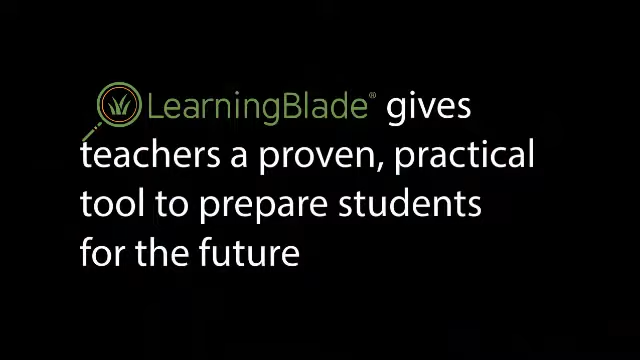 LearningBlade® gives
teachers a proven, practical
tool to prepare students
for the future